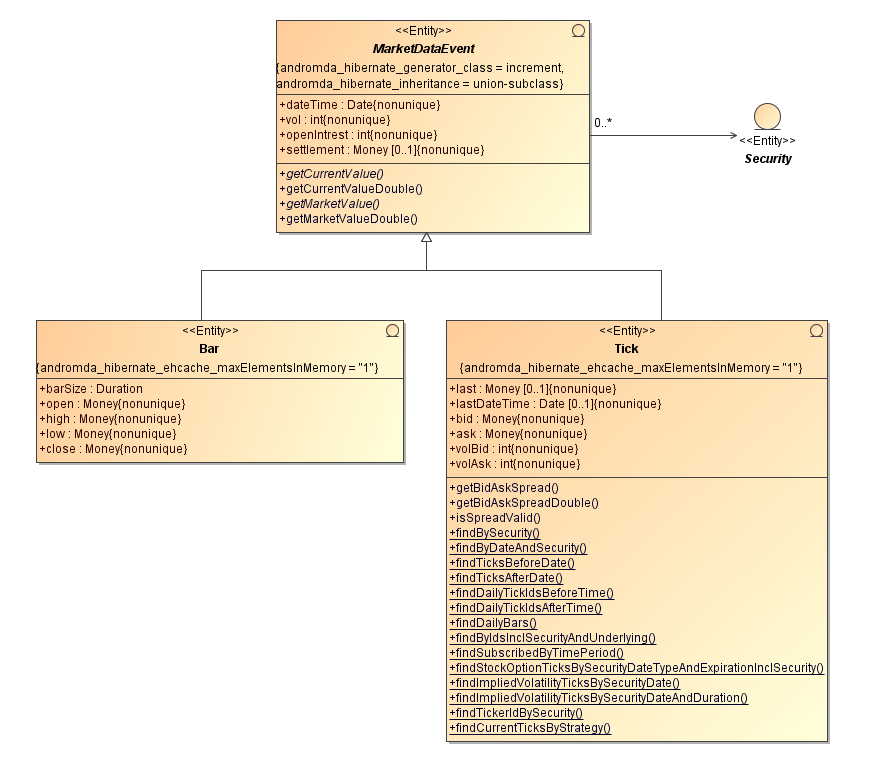 <<Entity>>
MarketDataEvent
{andromda_hibernate_generator_class = increment,
andromda_hibernate_inheritance = union-subclass}
+dateTime : Date{nonunique}
+vol : int{nonunique}
+openIntrest : int{nonunique}
+settlement : Money [0..1]{nonunique}
+getCurrentValue()
+getCurrentValueDouble()
+getMarketValue()
+getMarketValueDouble()
0..*
<<Entity>>
Security
<<Entity>>
Bar
{andromda_hibernate_ehcache_maxElementsInMemory = "1"}
+barSize : Duration
+open : Money{nonunique}
+high : Money{nonunique}
+low : Money{nonunique}
+close : Money{nonunique}
<<Entity>>
Tick
{andromda_hibernate_ehcache_maxElementsInMemory = "1"}
+last : Money [0..1]{nonunique}
+lastDateTime : Date [0..1]{nonunique}
+bid : Money{nonunique}
+ask : Money{nonunique}
+volBid : int{nonunique}
+volAsk : int{nonunique}
+getBidAskSpread()
+getBidAskSpreadDouble()
+isSpreadValid()
+findBySecurity()
+findByDateAndSecurity()
+findTicksBeforeDate()
+findTicksAfterDate()
+findDailyTickIdsBeforeTime()
+findDailyTickIdsAfterTime()
+findDailyBars()
+findByIdsInclSecurityAndUnderlying()
+findSubscribedByTimePeriod()
+findStockOptionTicksBySecurityDateTypeAndExpirationInclSecurity()
+findImpliedVolatilityTicksBySecurityDate()
+findImpliedVolatilityTicksBySecurityDateAndDuration()
+findTickerIdBySecurity()
+findCurrentTicksByStrategy()